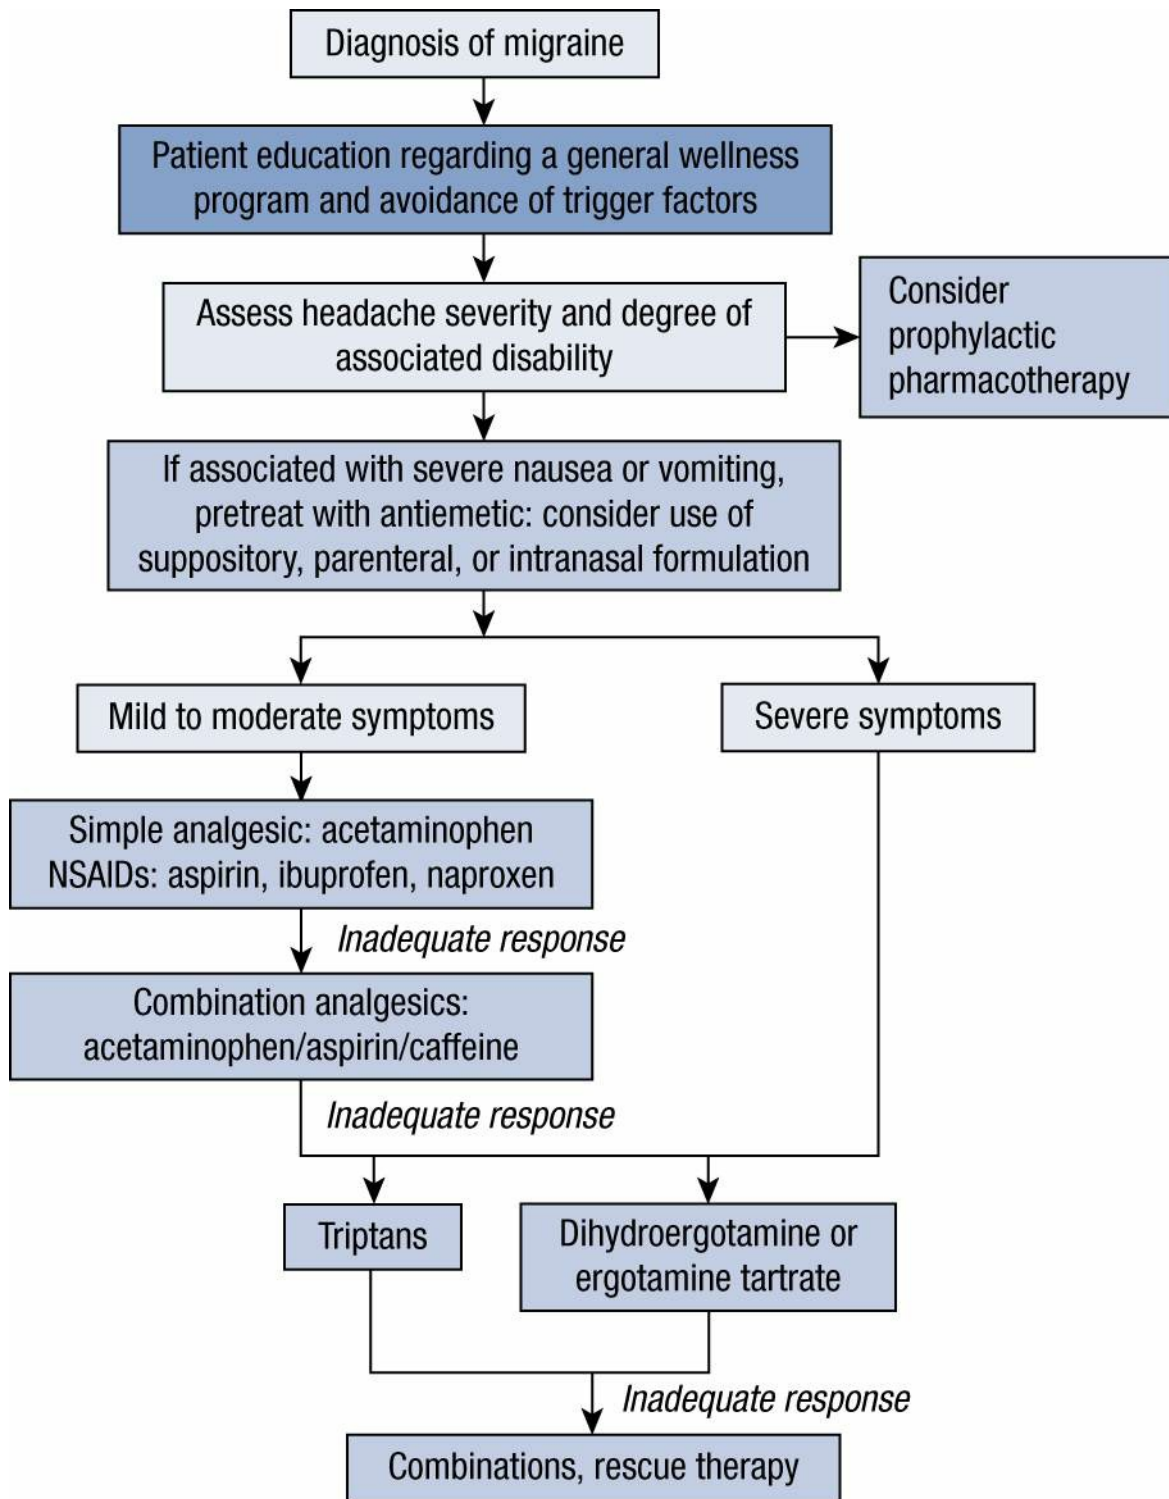 Diagnosis of migraine
Patient education regarding a general wellness
program and avoidance of trigger factors
Assess headache severity and degree of
associated disability
Consider
prophylactic
pharmacotherapy
If associated with severe nausea or vomiting,
pretreat with antiemetic: consider use of
suppository, parenteral, or intranasal formulation
Mild to moderate symptoms
Severe symptoms
Simple analgesic: acetaminophen
NSAIDs: aspirin, ibuprofen, naproxen
Inadequate response
Combination analgesics:
acetaminophen/aspirin/caffeine
Inadequate response
Triptans
Dihydroergotamine or
ergotamine tartrate
Inadequate response
Combinations, rescue therapy